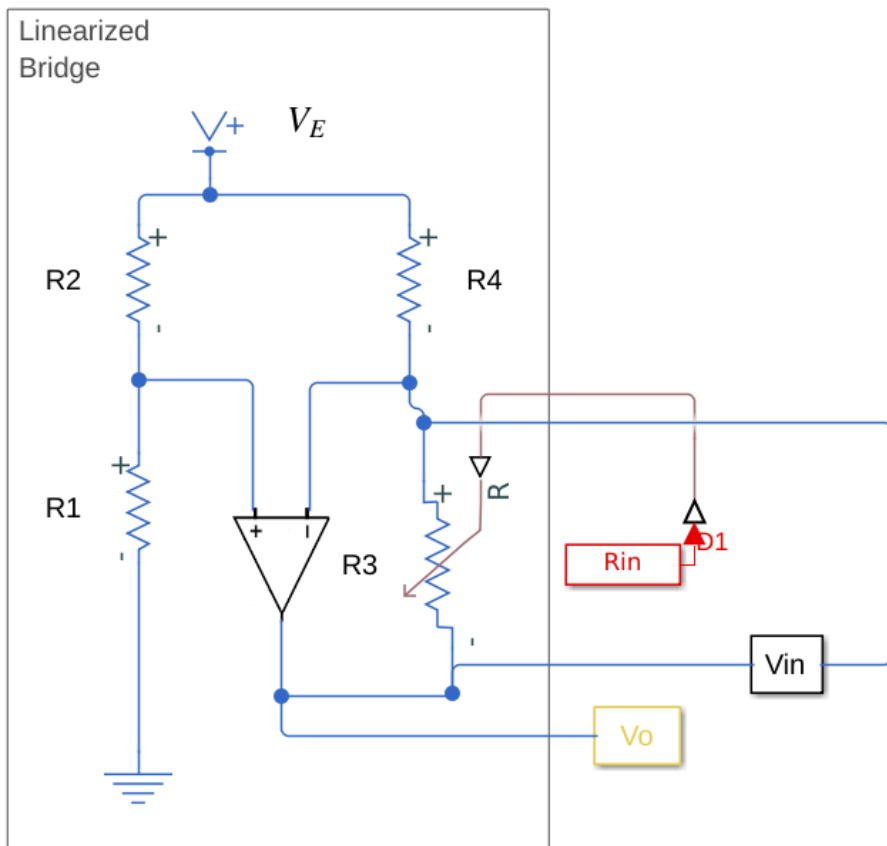 Linearized
Bridge
V+
V_E
+
+
R2
R4
-
-
+
R
+
R1
+
-
R3
D1
Rin
-
-
Vin
Vo